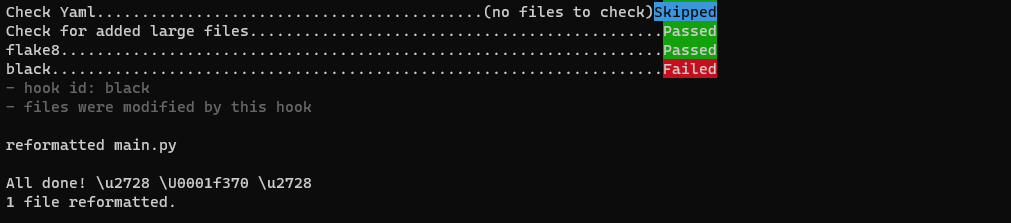 Check Yaml...........................................(no files to check)Skipped
Check for added large files..............................................Passed
flake8...................................................................Passed
black....................................................................Failed
- hook id: black
- files were modified by this hook
reformatted main.py
All done! \u2728 \U0001f370 \u2728
1 file reformatted.